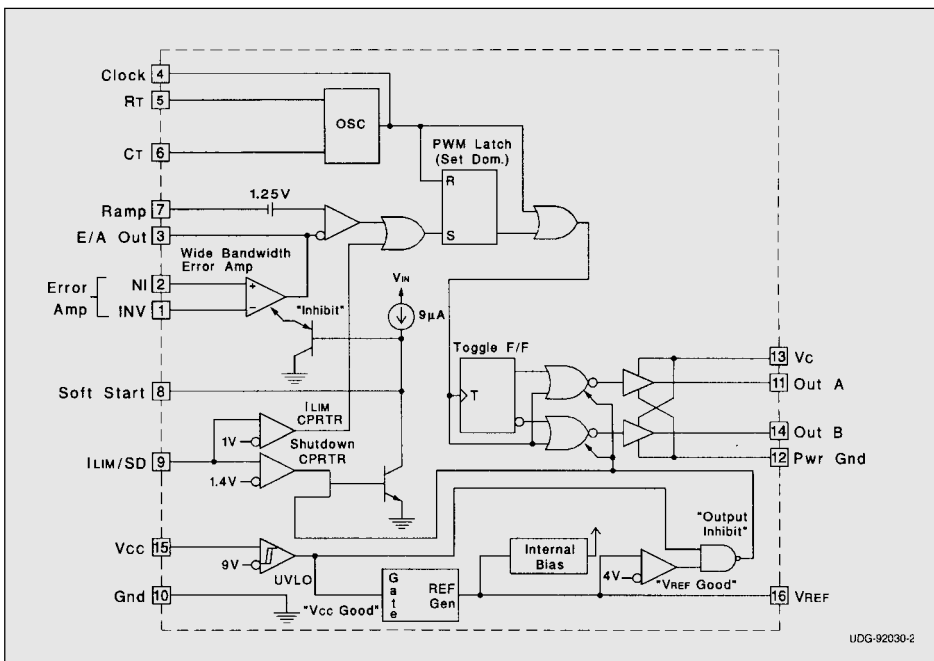 Clock 4
RT 5
OSC
CT 6
PWM Latch
(Set Dom.)
R
S
1.25V
Ramp 7
E/A Out 3
Wide Bandwidth
Error Amp
Error
Amp
NI 2
INV 1
+
−
"Inhibit"
VIN
9μA
Toggle F/F
T
13 Vc
11 Out A
14 Out B
12 Pwr Gnd
Soft Start 8
ILIM
CPRTR
1V
Shutdown
CPRTR
ILIM/SD 9
1.4V
"Output
Inhibit"
Vcc 15
9V
UVLO
Internal
Bias
4V
"VREF Good"
Gnd 10
"Vcc Good"
Gate
REF
Gen
16 VREF
UDG-92030-2